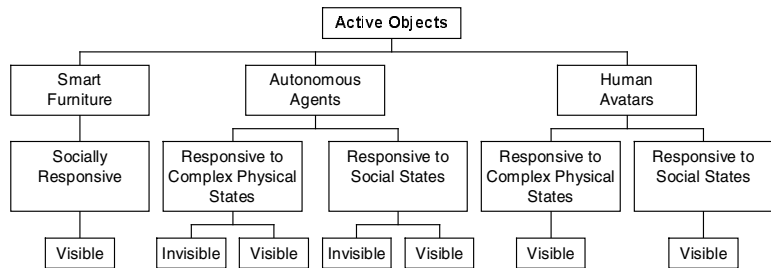 Active Objects
Smart
Furniture
Autonomous
Agents
Human
Avatars
Socially
Responsive
Responsive to
Complex Physical
States
Responsive to
Social States
Responsive to
Complex Physical
States
Responsive to
Social States
Visible
Invisible
Visible
Invisible
Visible
Visible
Visible